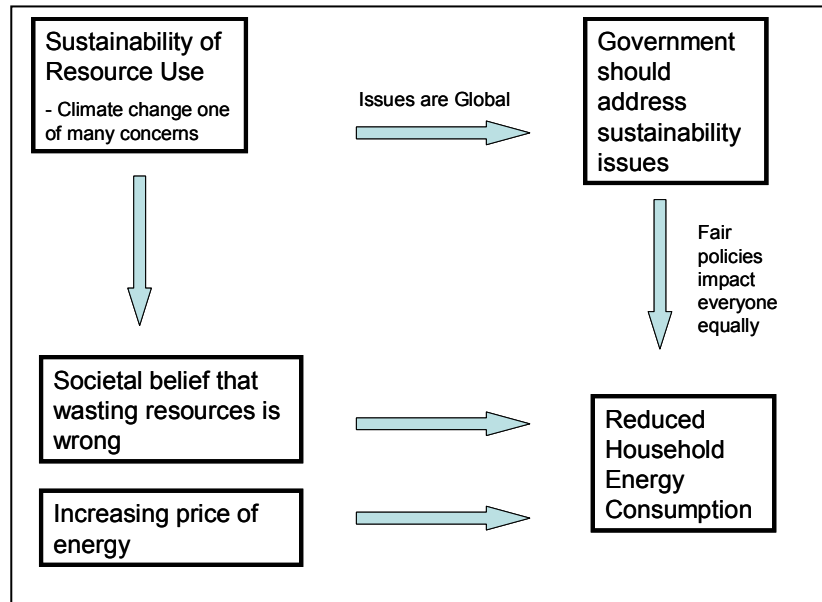 Sustainability of
Resource Use
- Climate change one
of many concerns
Issues are Global
Government
should
address
sustainability
issues
Fair
policies
impact
everyone
equally
Societal belief that
wasting resources is
wrong
Increasing price of
energy
Reduced
Household
Energy
Consumption